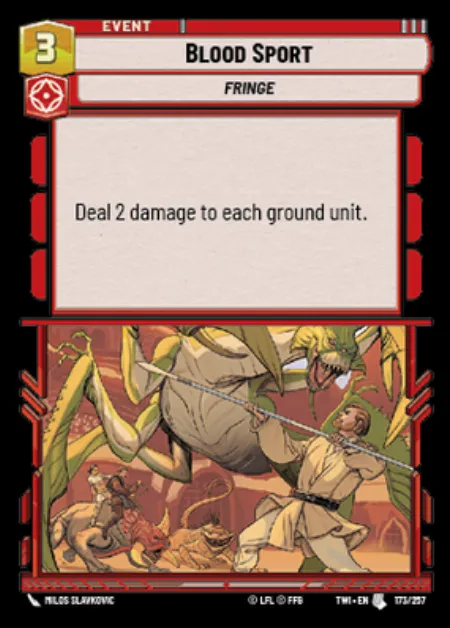 EVENT
3
BLOOD SPORT
FRINGE
Deal 2 damage to each ground unit.
MILOS SLAVKOVIC
© LFL © FFG
TWI • EN
173/257